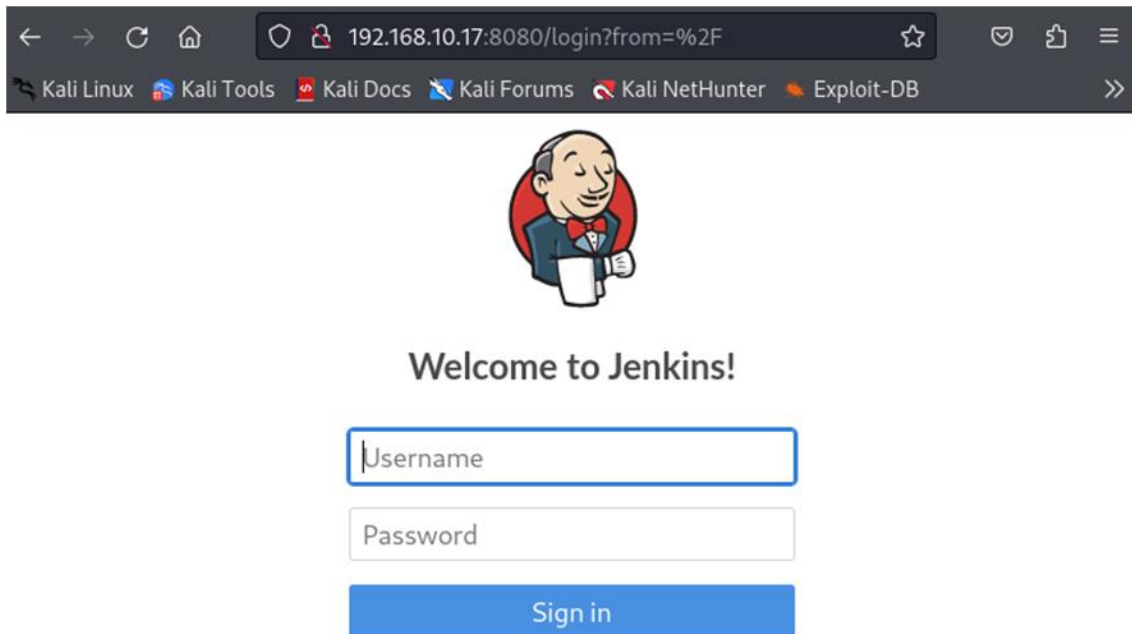 192.168.10.17:8080/login?from=%2F
Kali Linux Kali Tools Kali Docs Kali Forums Kali NetHunter Exploit-DB
Welcome to Jenkins!
Username
Password
Sign in